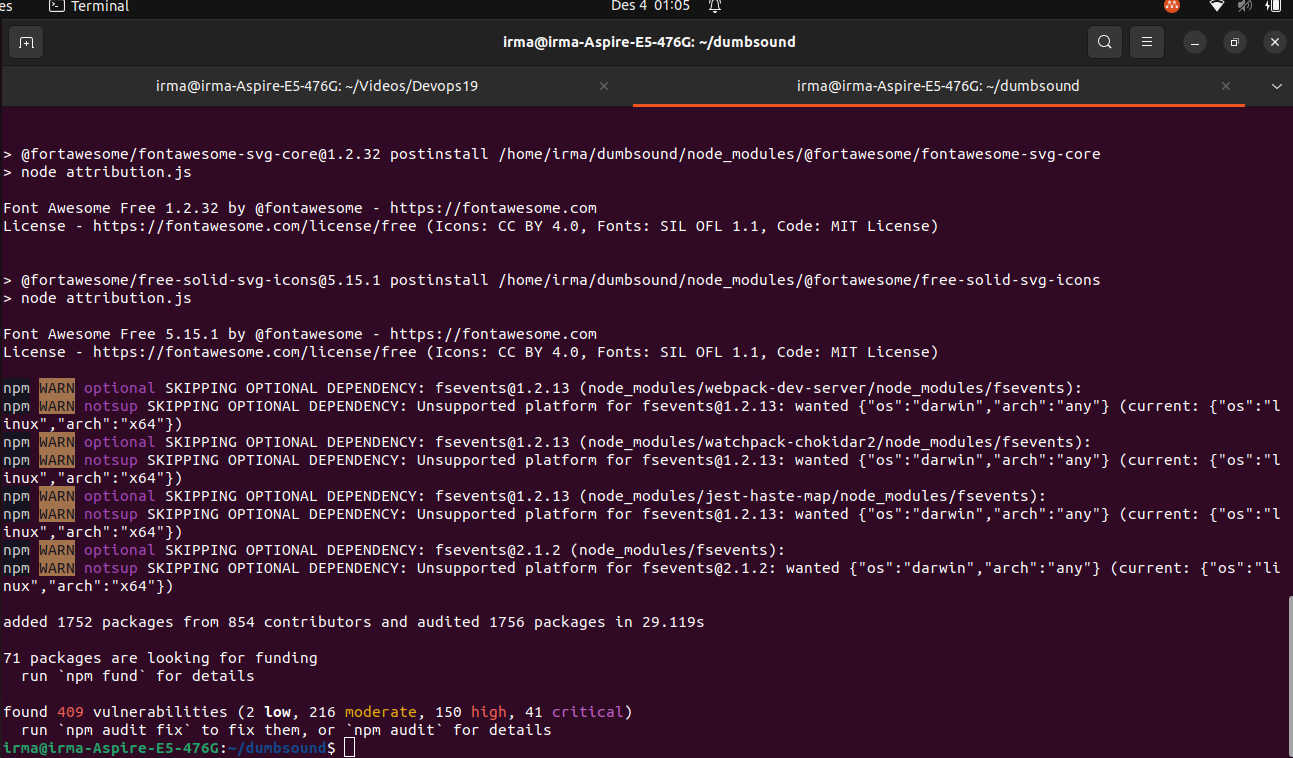 es Terminal Des 4 01:05
irma@irma-Aspire-E5-476G: ~/dumbsound
irma@irma-Aspire-E5-476G: ~/Videos/Devops19 irma@irma-Aspire-E5-476G: ~/dumbsound
> @fortawesome/fontawesome-svg-core@1.2.32 postinstall /home/irma/dumbsound/node_modules/@fortawesome/fontawesome-svg-core
> node attribution.js
Font Awesome Free 1.2.32 by @fontawesome - https://fontawesome.com
License - https://fontawesome.com/license/free (Icons: CC BY 4.0, Fonts: SIL OFL 1.1, Code: MIT License)
> @fortawesome/free-solid-svg-icons@5.15.1 postinstall /home/irma/dumbsound/node_modules/@fortawesome/free-solid-svg-icons
> node attribution.js
Font Awesome Free 5.15.1 by @fontawesome - https://fontawesome.com
License - https://fontawesome.com/license/free (Icons: CC BY 4.0, Fonts: SIL OFL 1.1, Code: MIT License)
npm WARN optional SKIPPING OPTIONAL DEPENDENCY: fsevents@1.2.13 (node_modules/webpack-dev-server/node_modules/fsevents):
npm WARN notsup SKIPPING OPTIONAL DEPENDENCY: Unsupported platform for fsevents@1.2.13: wanted {"os":"darwin","arch":"any"} (current: {"os":"l
inux","arch":"x64"})
npm WARN optional SKIPPING OPTIONAL DEPENDENCY: fsevents@1.2.13 (node_modules/watchpack-chokidar2/node_modules/fsevents):
npm WARN notsup SKIPPING OPTIONAL DEPENDENCY: Unsupported platform for fsevents@1.2.13: wanted {"os":"darwin","arch":"any"} (current: {"os":"l
inux","arch":"x64"})
npm WARN optional SKIPPING OPTIONAL DEPENDENCY: fsevents@1.2.13 (node_modules/jest-haste-map/node_modules/fsevents):
npm WARN notsup SKIPPING OPTIONAL DEPENDENCY: Unsupported platform for fsevents@1.2.13: wanted {"os":"darwin","arch":"any"} (current: {"os":"l
inux","arch":"x64"})
npm WARN optional SKIPPING OPTIONAL DEPENDENCY: fsevents@2.1.2 (node_modules/fsevents):
npm WARN notsup SKIPPING OPTIONAL DEPENDENCY: Unsupported platform for fsevents@2.1.2: wanted {"os":"darwin","arch":"any"} (current: {"os":"li
nux","arch":"x64"})
added 1752 packages from 854 contributors and audited 1756 packages in 29.119s
71 packages are looking for funding
run `npm fund` for details
found 409 vulnerabilities (2 low, 216 moderate, 150 high, 41 critical)
run `npm audit fix` to fix them, or `npm audit` for details
irma@irma-Aspire-E5-476G:~/dumbsound$